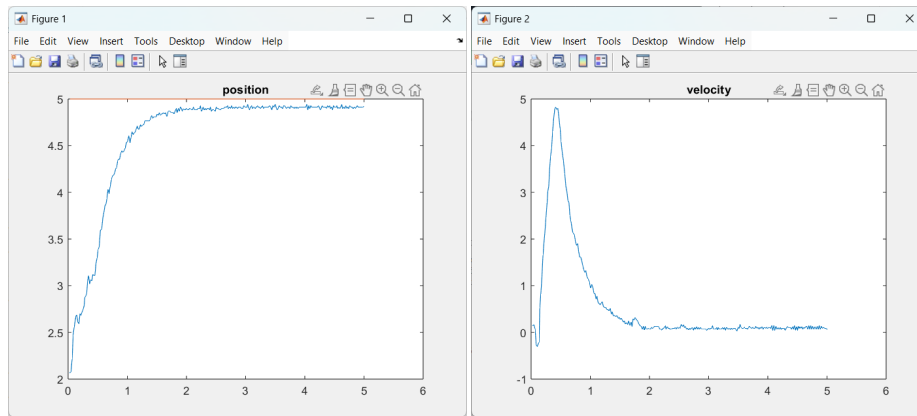 Figure 1
File Edit View Insert Tools Desktop Window Help
position
5
4.5
4
3.5
3
2.5
2
0 1 2 3 4 5 6
Figure 2
File Edit View Insert Tools Desktop Window Help
velocity
5
4
3
2
1
0
-1
0 1 2 3 4 5 6